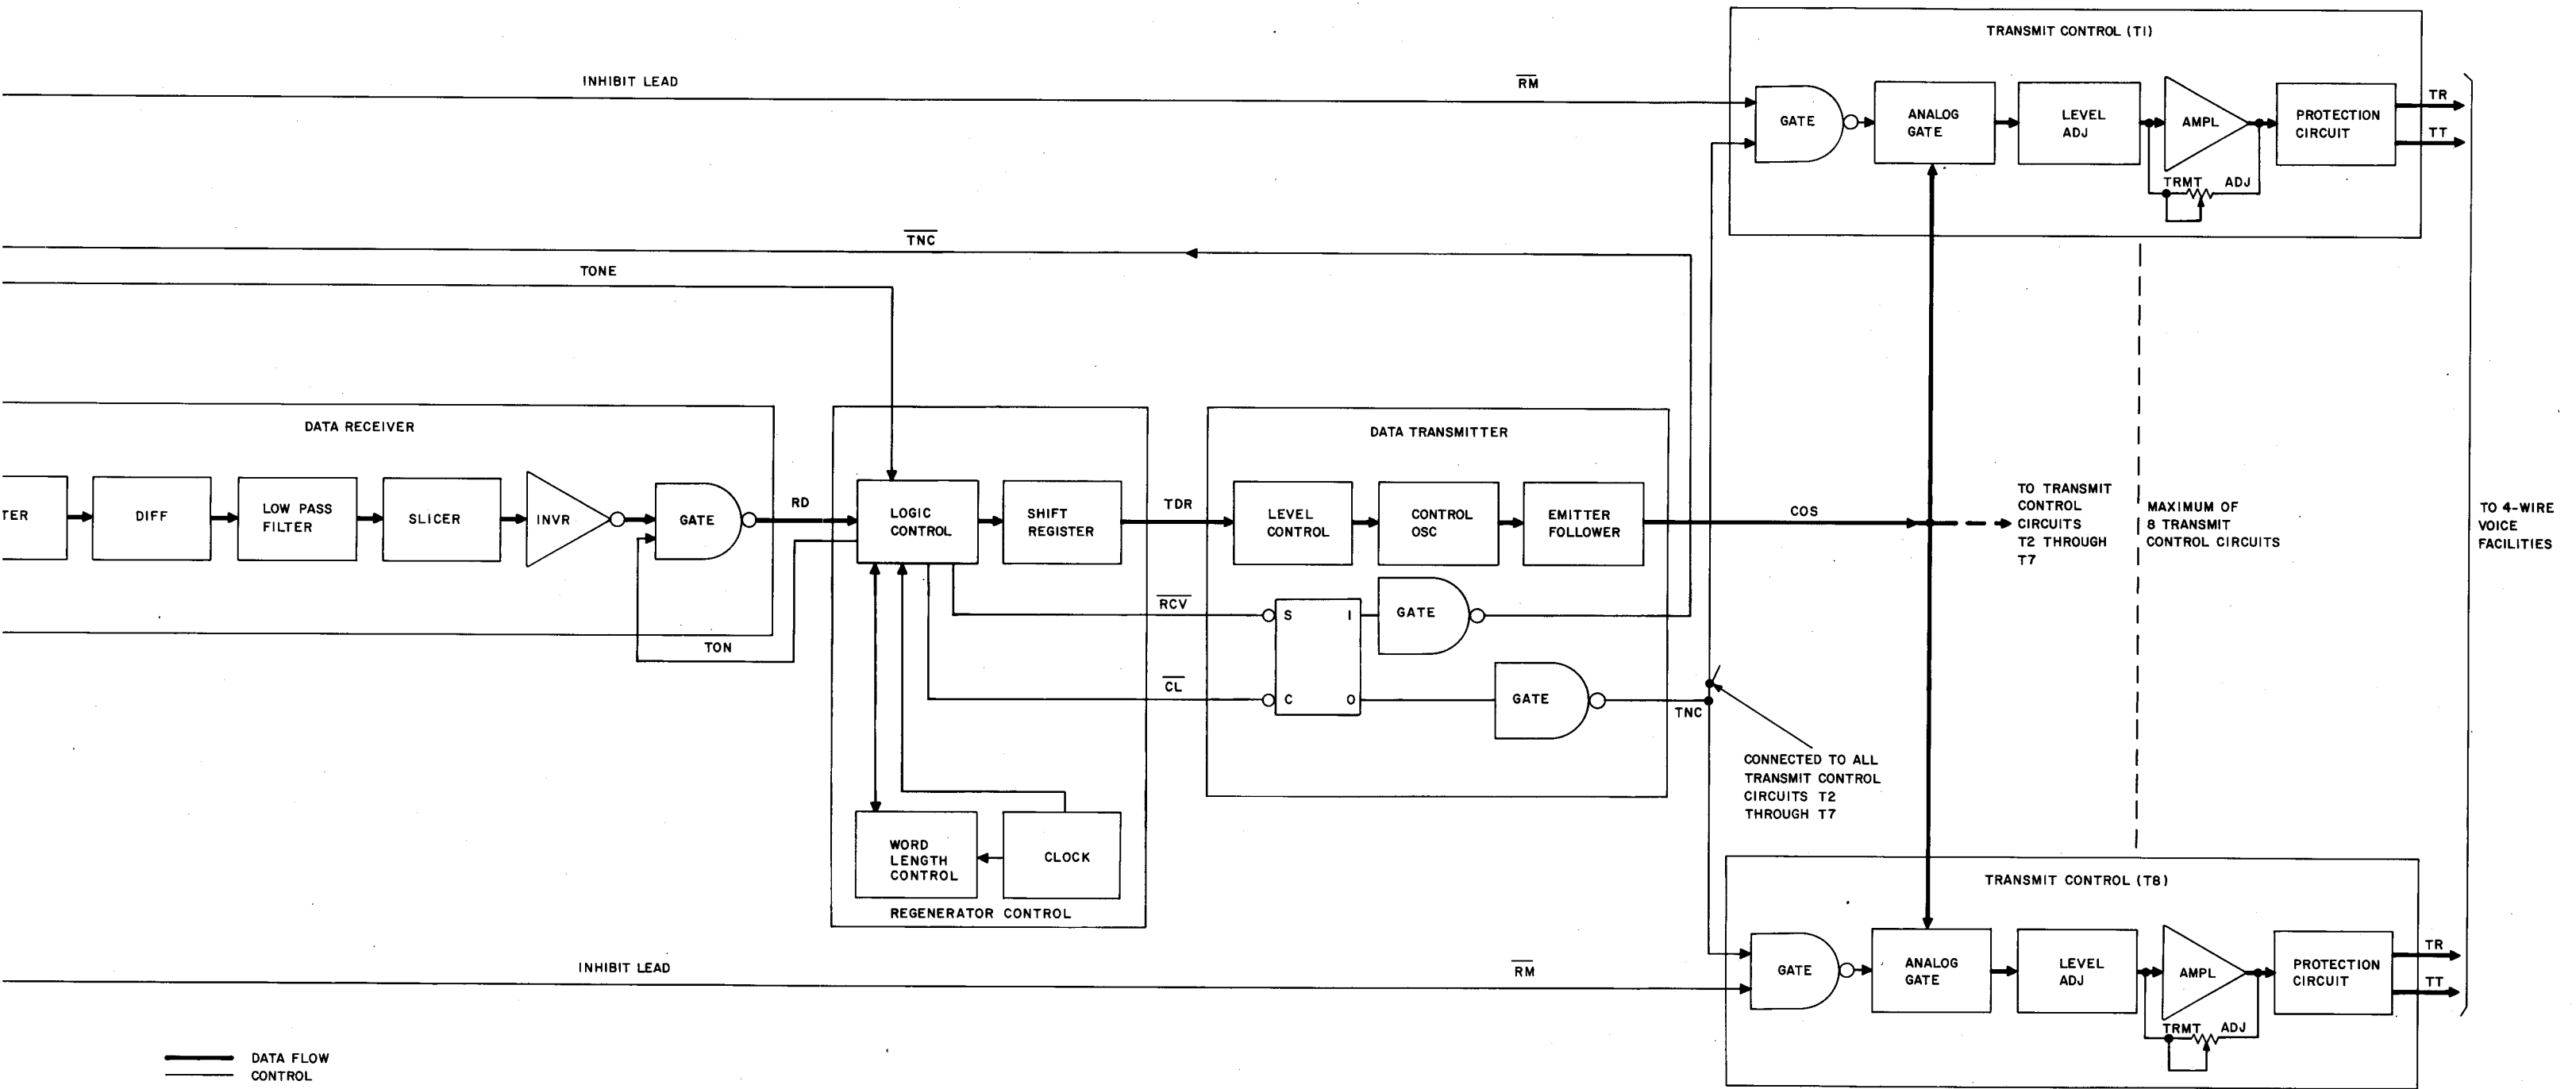 TRANSMIT CONTROL (T1)
INHIBIT LEAD
R̅M̅
GATE
ANALOG
GATE
LEVEL
ADJ
AMPL
PROTECTION
CIRCUIT
TR
TT
TRMT ADJ
T̅N̅C̅
TONE
DATA RECEIVER
TER
DIFF
LOW PASS
FILTER
SLICER
INVR
GATE
RD
TON
LOGIC
CONTROL
SHIFT
REGISTER
TDR
R̅C̅V̅
C̅L̅
WORD
LENGTH
CONTROL
CLOCK
REGENERATOR CONTROL
DATA TRANSMITTER
LEVEL
CONTROL
CONTROL
OSC
EMITTER
FOLLOWER
S
1
C
0
GATE
GATE
TNC
COS
TO TRANSMIT
CONTROL
CIRCUITS
T2 THROUGH
T7
MAXIMUM OF
8 TRANSMIT
CONTROL CIRCUITS
TO 4-WIRE
VOICE
FACILITIES
CONNECTED TO ALL
TRANSMIT CONTROL
CIRCUITS T2
THROUGH T7
TRANSMIT CONTROL (T8)
INHIBIT LEAD
R̅M̅
GATE
ANALOG
GATE
LEVEL
ADJ
AMPL
PROTECTION
CIRCUIT
TR
TT
TRMT ADJ
DATA FLOW
CONTROL